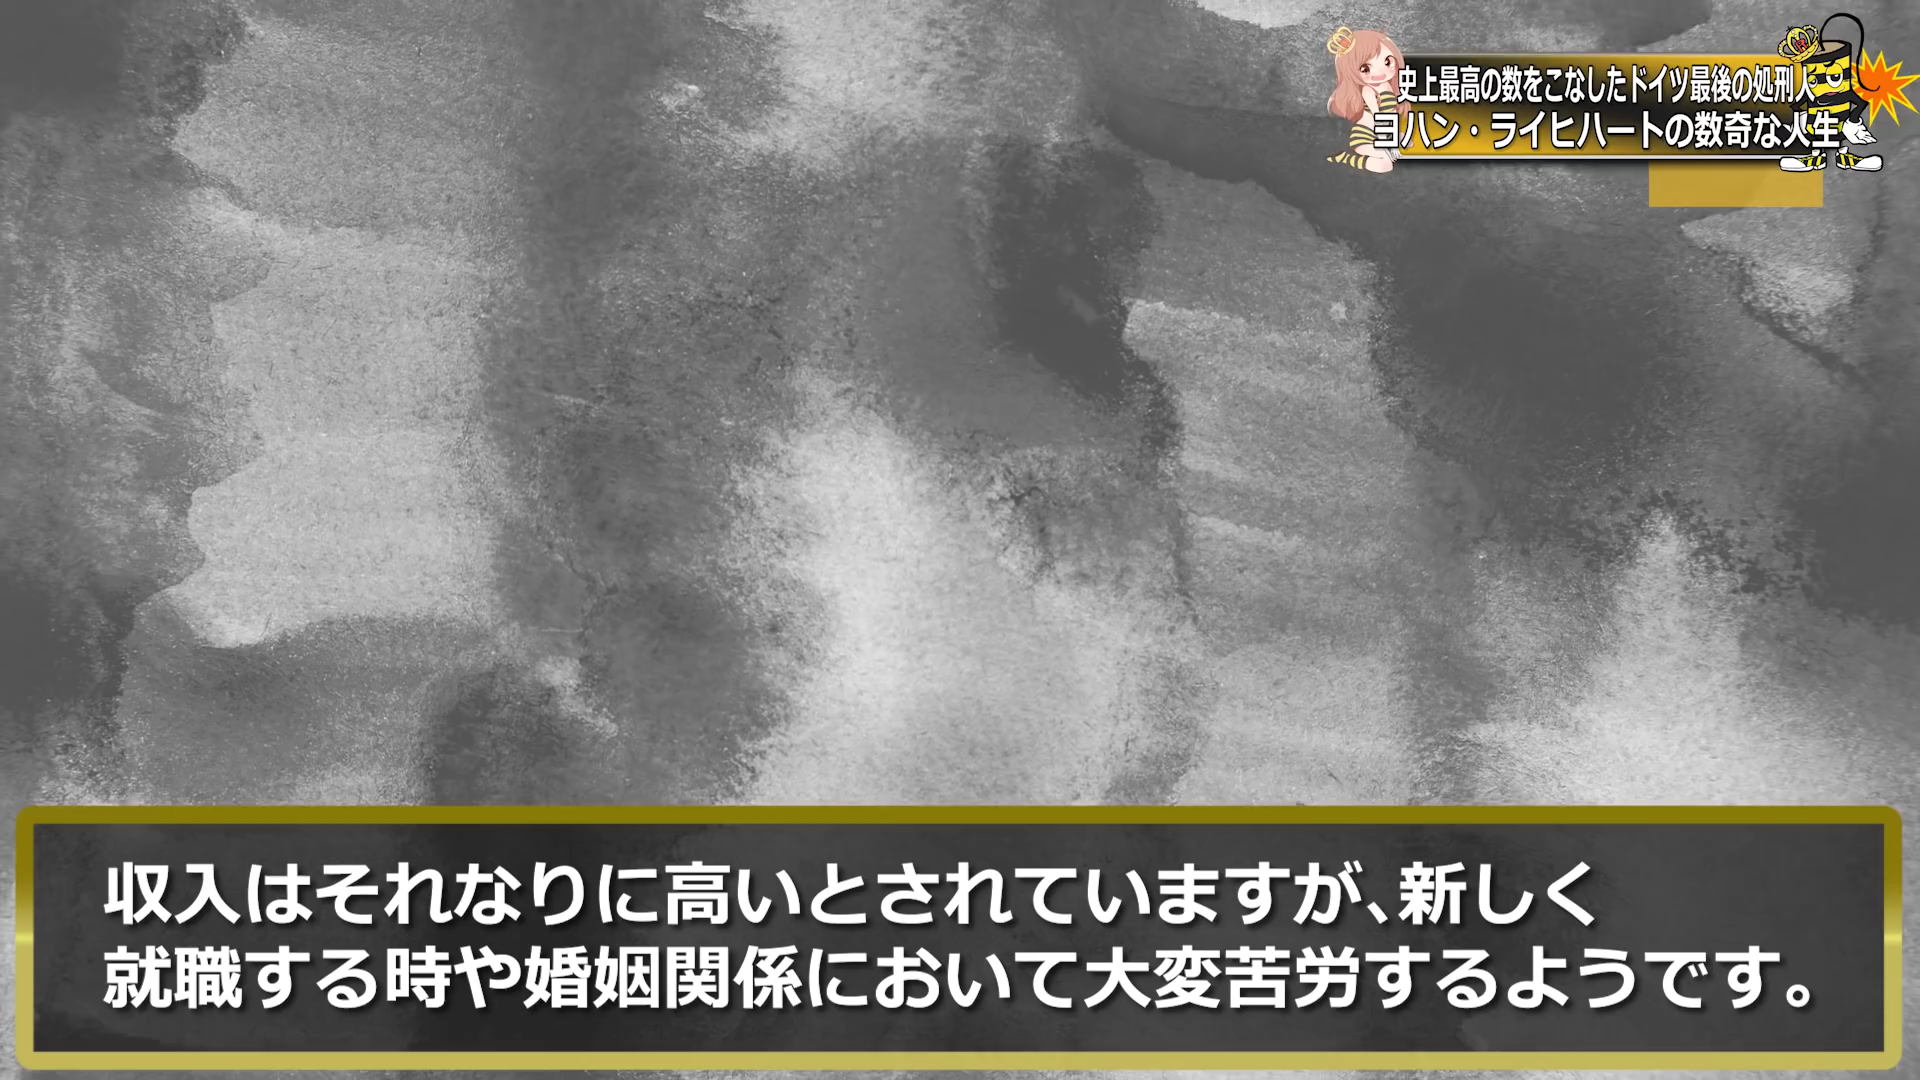 史上最高の数をこなしたドイツ最後の処刑人
ヨハン・ライヒハートの数奇な人生
収入はそれなりに高いとされていますが、新しく
就職する時や婚姻関係において大変苦労するようです。